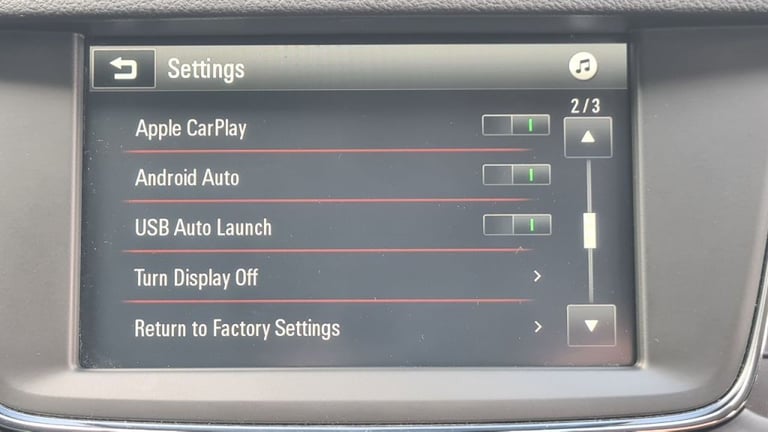 Settings
2/3
Apple CarPlay
Android Auto
USB Auto Launch
Turn Display Off
Return to Factory Settings